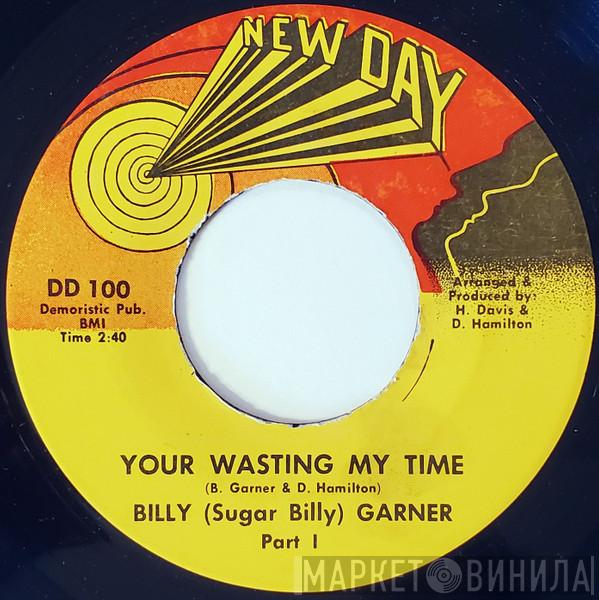 NEW DAY
DD 100
Demoristic Pub.
BMI
Time 2:40
Arranged &
Produced by:
H. Davis &
D. Hamilton
YOUR WASTING MY TIME
(B. Garner & D. Hamilton)
BILLY (Sugar Billy) GARNER
Part I
МАРКЕТ ВИНИЛА